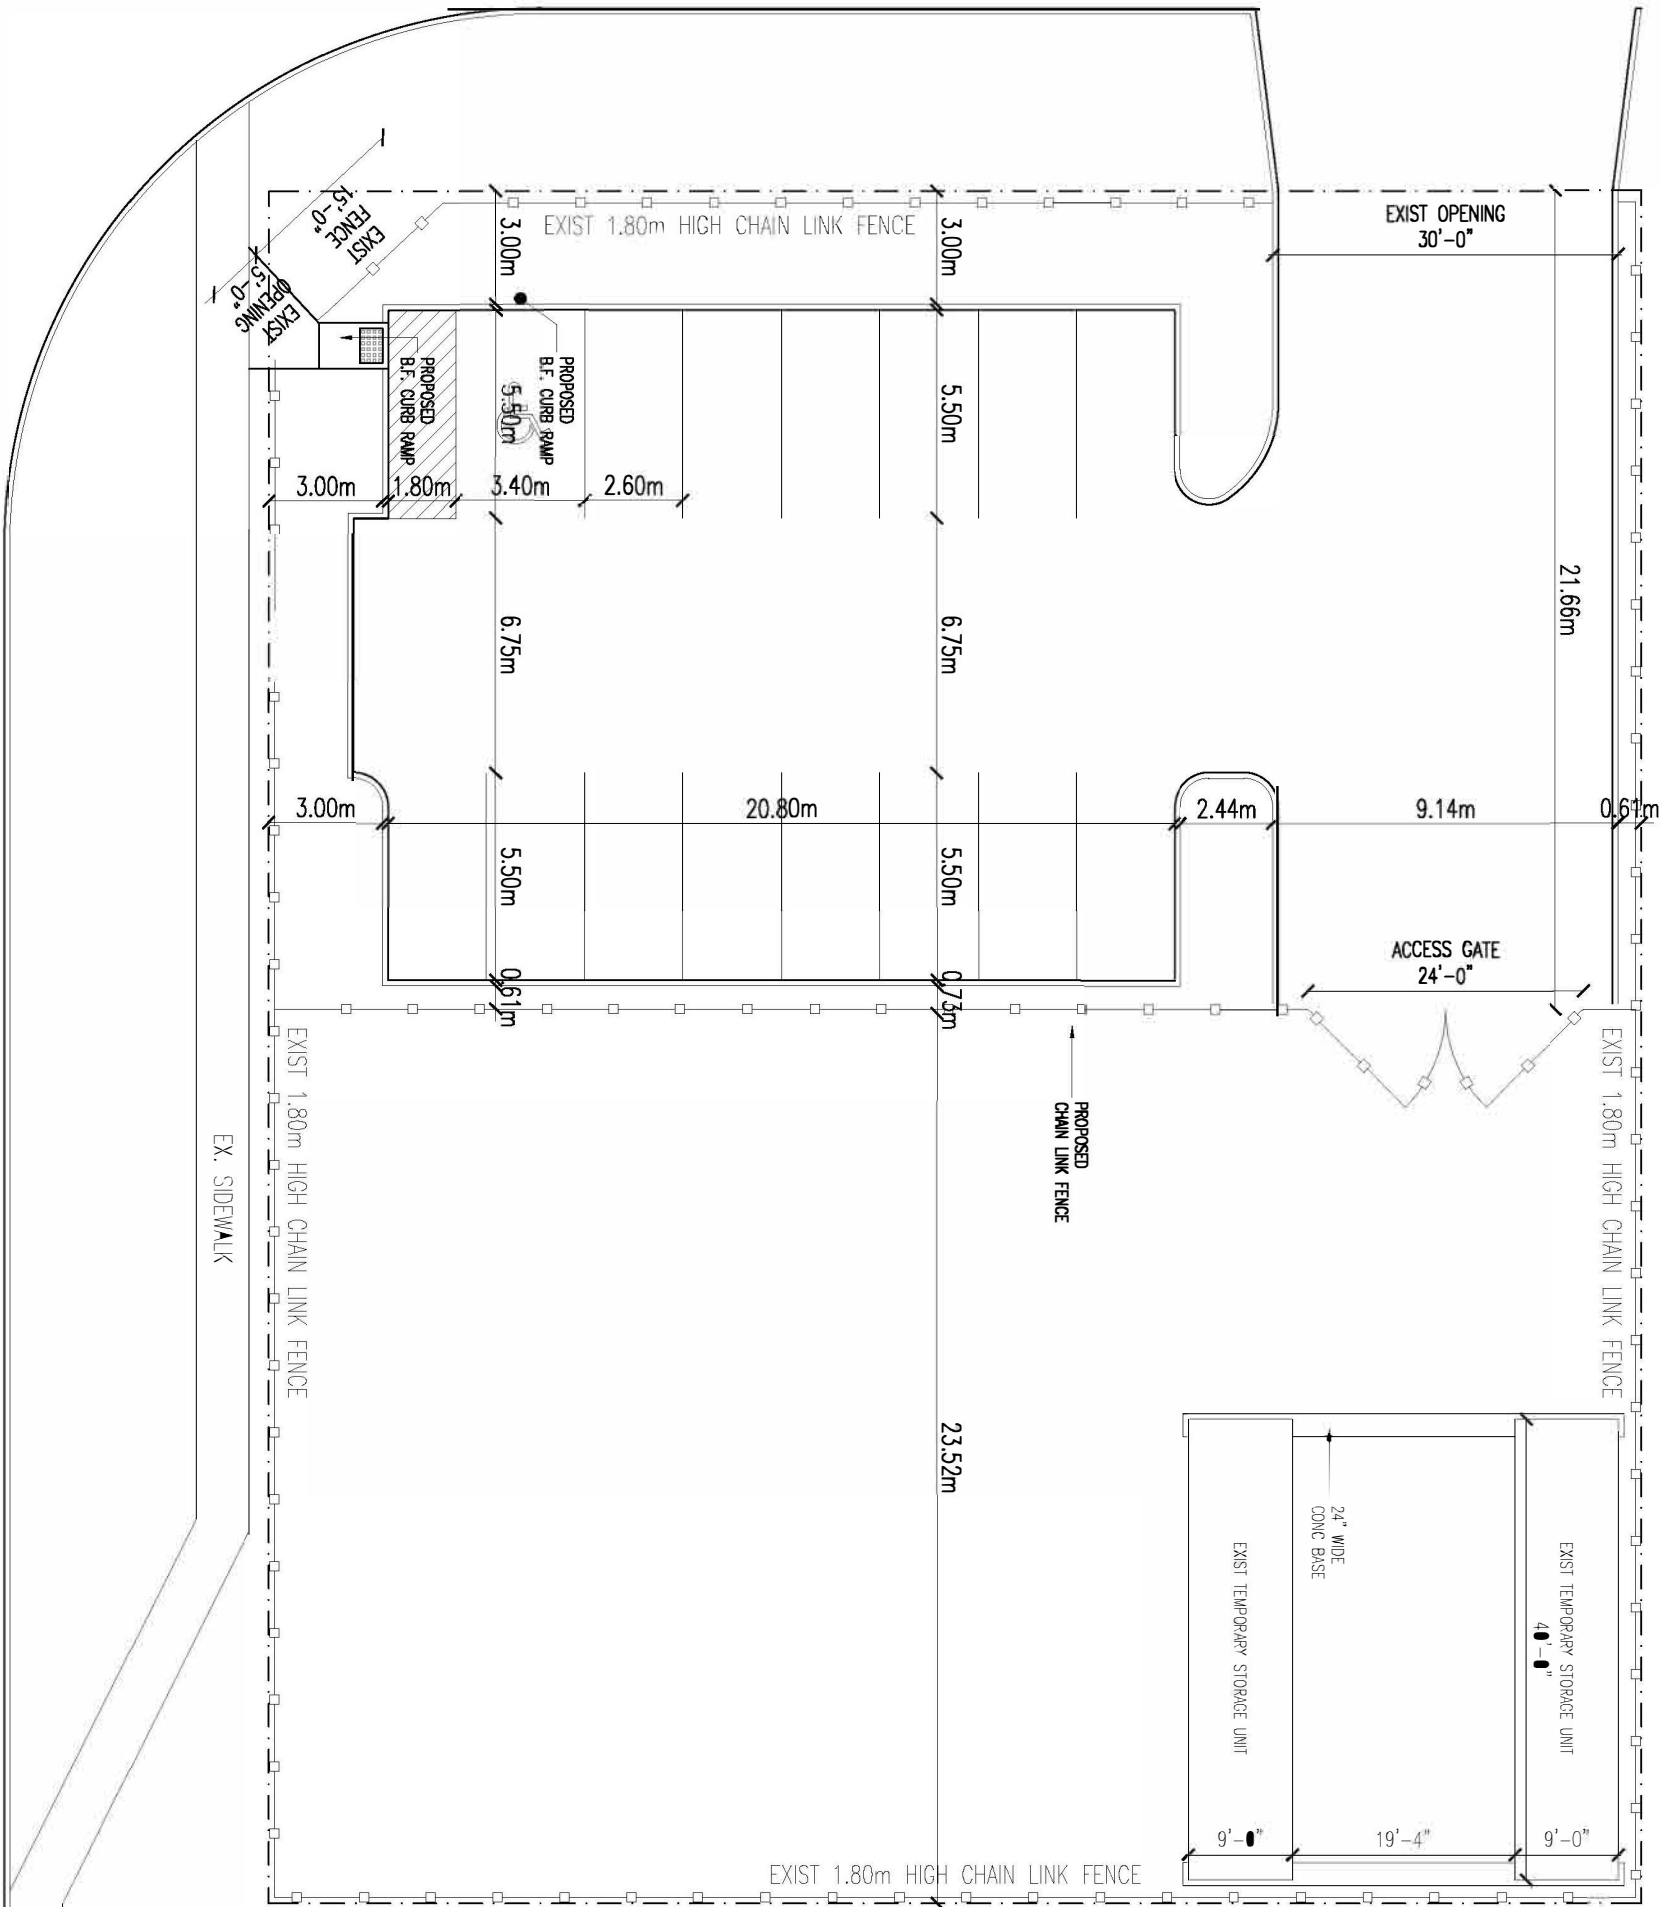 EXIST OPENING
30'-0"
EXIST
FENCE
15'-0"
EXIST 1.80m HIGH CHAIN LINK FENCE
3.00m
3.00m
EXIST
OPENING
5'-0"
PROPOSED
B.F. CURB RAMP
PROPOSED
B.F. CURB RAMP
5.50m
5.50m
3.00m
1.80m
3.40m
2.60m
21.66m
6.75m
6.75m
3.00m
20.80m
2.44m
9.14m
0.61m
5.50m
5.50m
ACCESS GATE
24'-0"
0.61m
0.73m
EXIST 1.80m HIGH CHAIN LINK FENCE
PROPOSED
CHAIN LINK FENCE
EXIST 1.80m HIGH CHAIN LINK FENCE
EX. SIDEWALK
23.52m
24" WIDE
CONC BASE
EXIST TEMPORARY STORAGE UNIT
EXIST TEMPORARY STORAGE UNIT
40'-0"
9'-0"
19'-4"
9'-0"
EXIST 1.80m HIGH CHAIN LINK FENCE